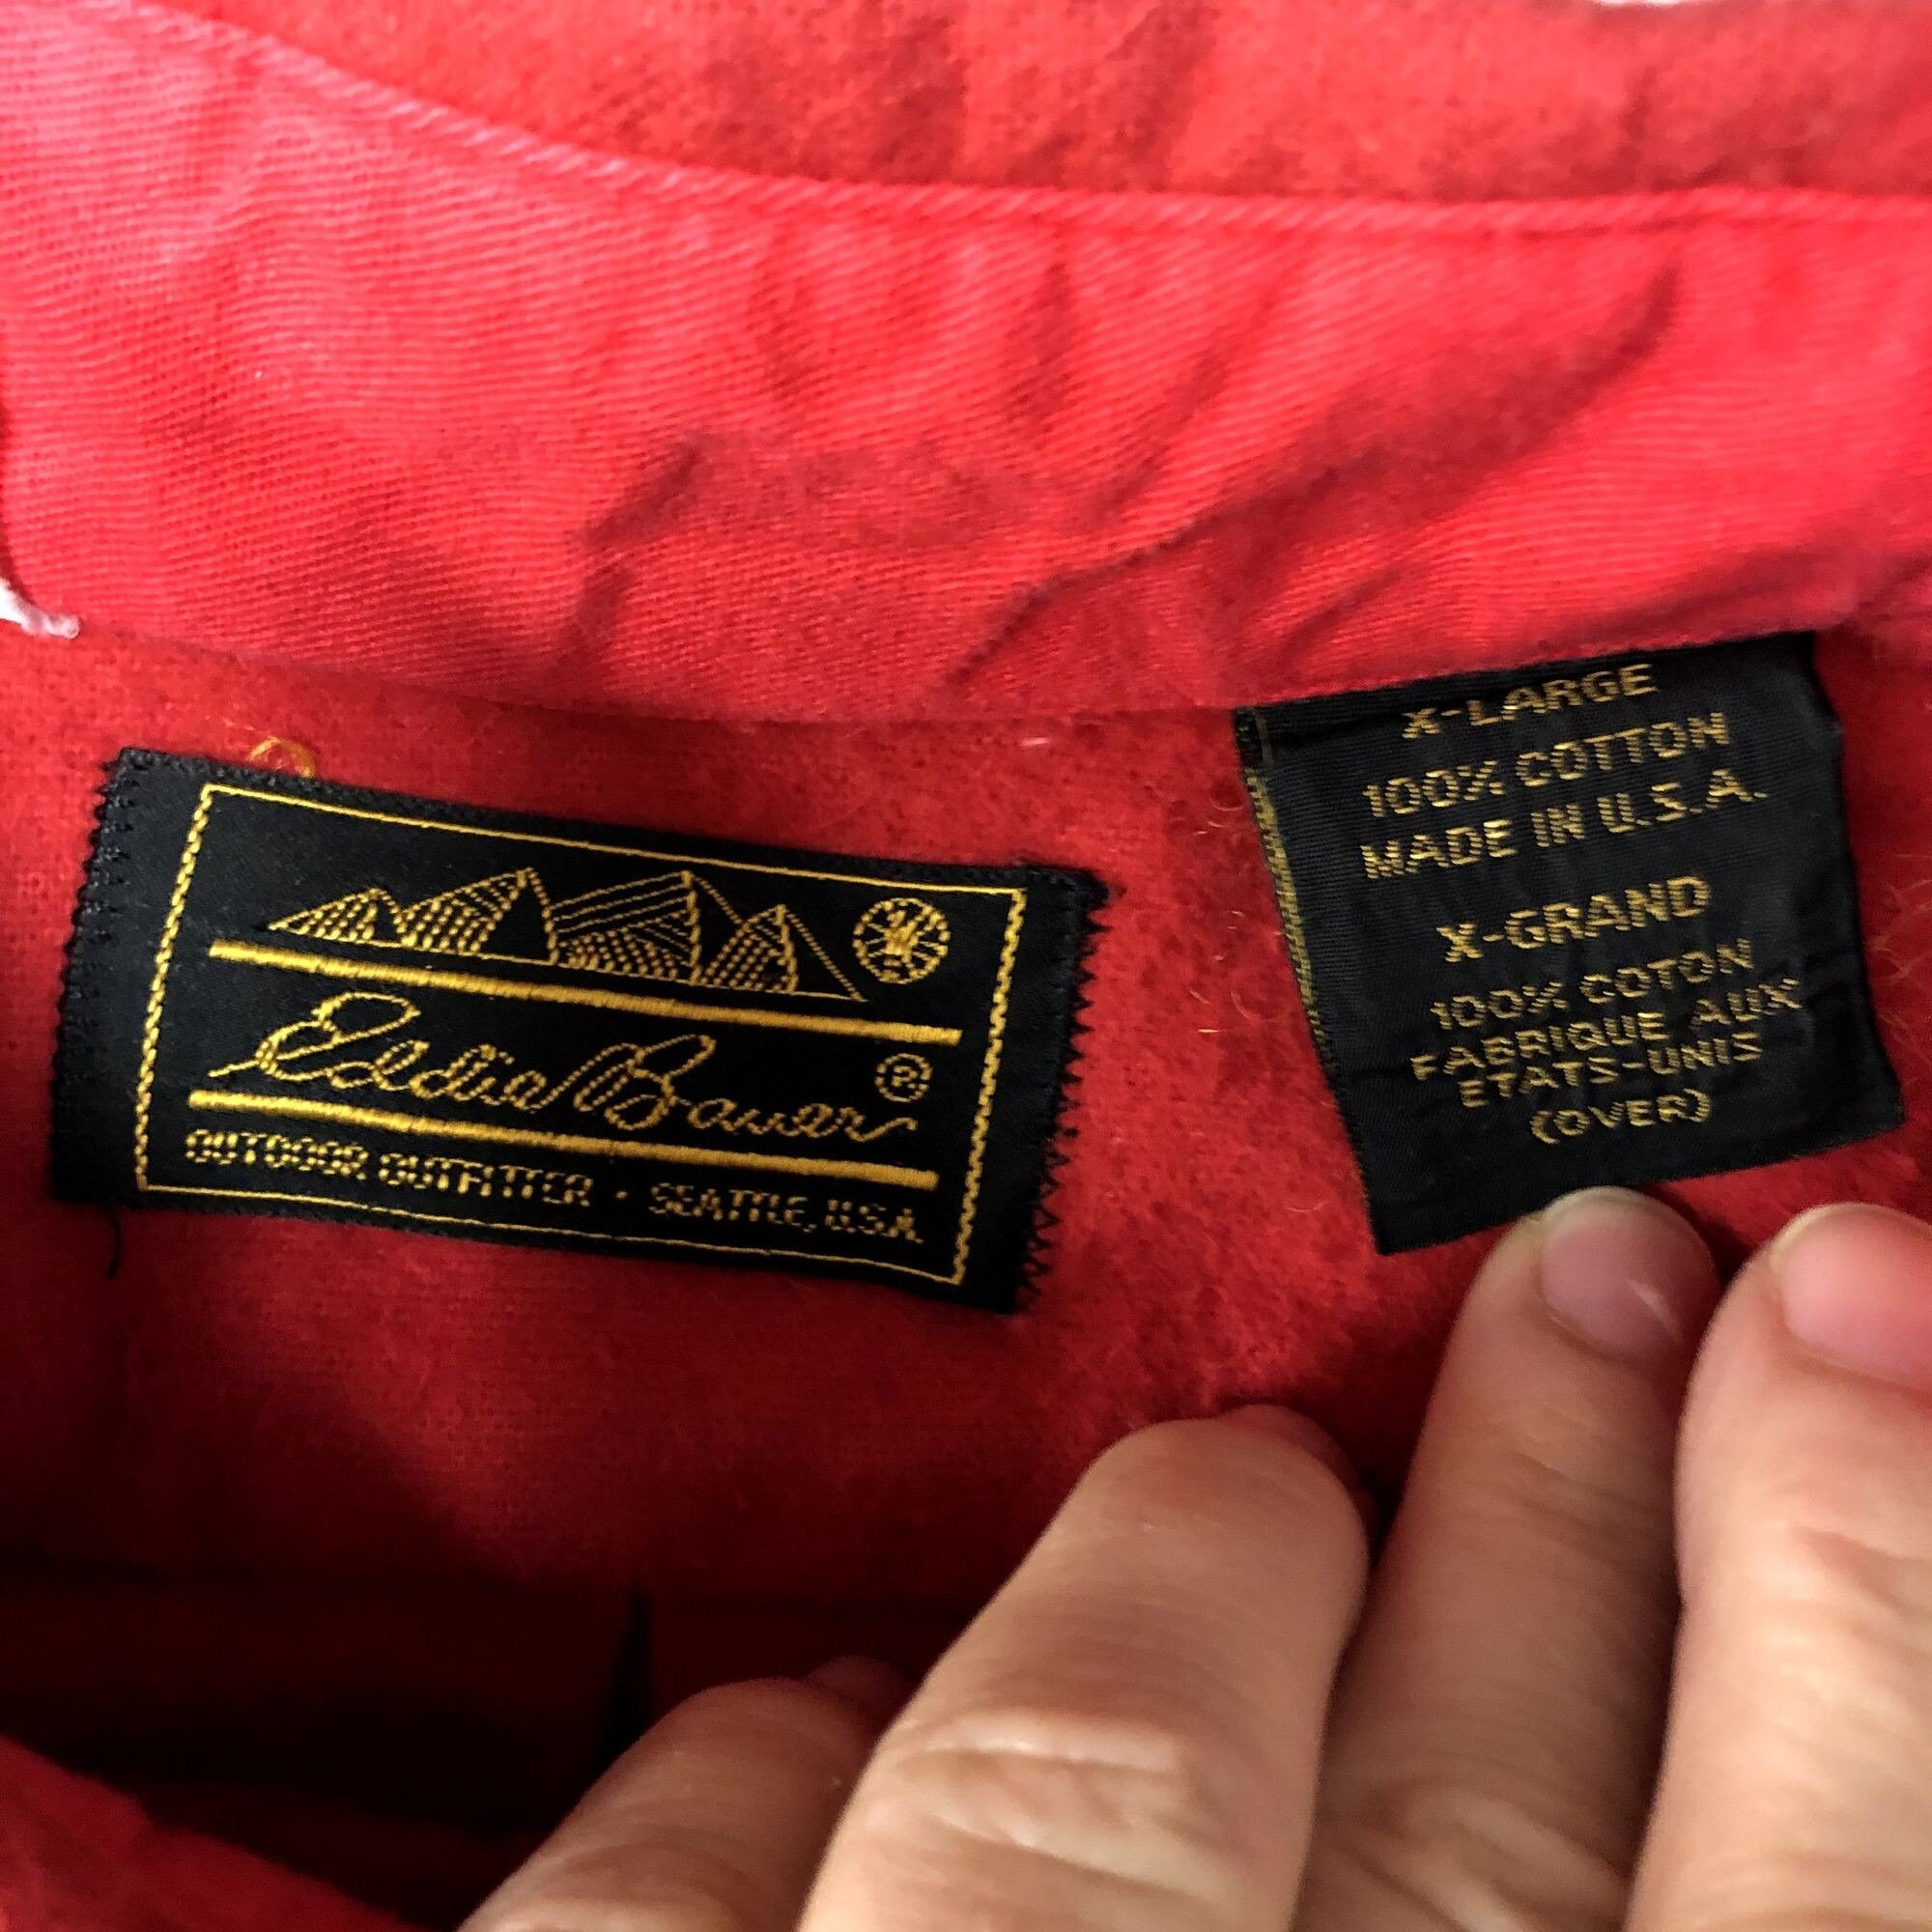 Eddie Bauer ®
OUTDOOR OUTFITTER · SEATTLE, U.S.A.
X-LARGE
100% COTTON
MADE IN U.S.A.
X-GRAND
100% COTON
FABRIQUE AUX
ETATS-UNIS
(OVER)